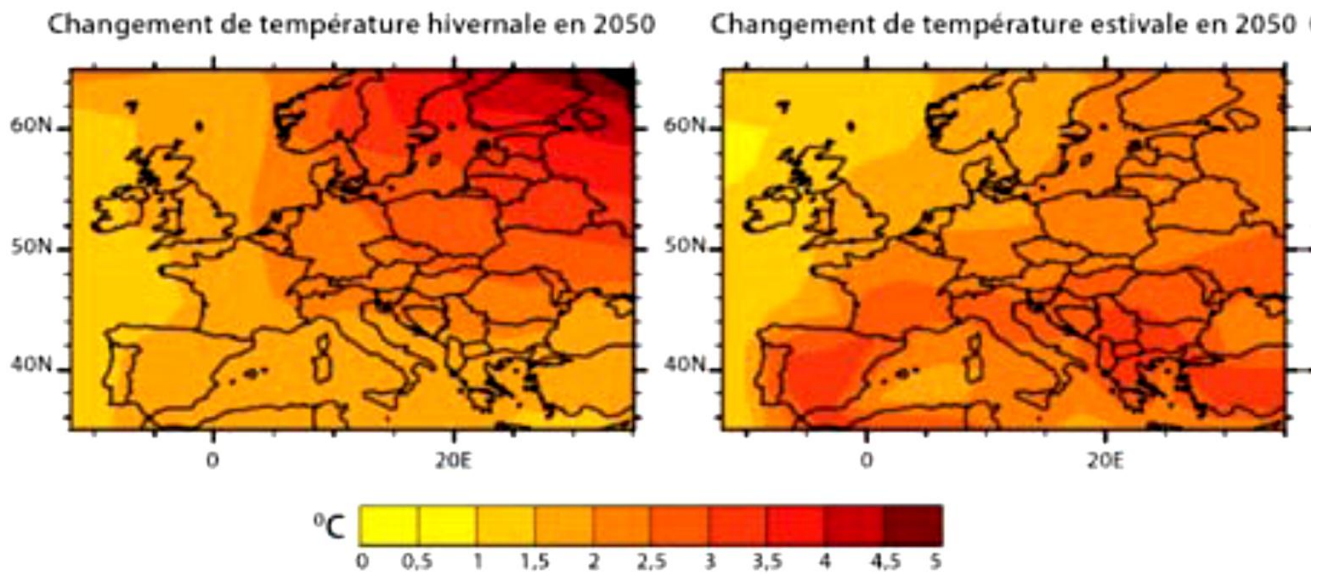 Changement de température hivernale en 2050
Changement de température estivale en 2050
60N
50N
40N
0
20E
60N
50N
40N
0
20E
⁰C
0 0,5 1 1,5 2 2,5 3 3,5 4 4,5 5